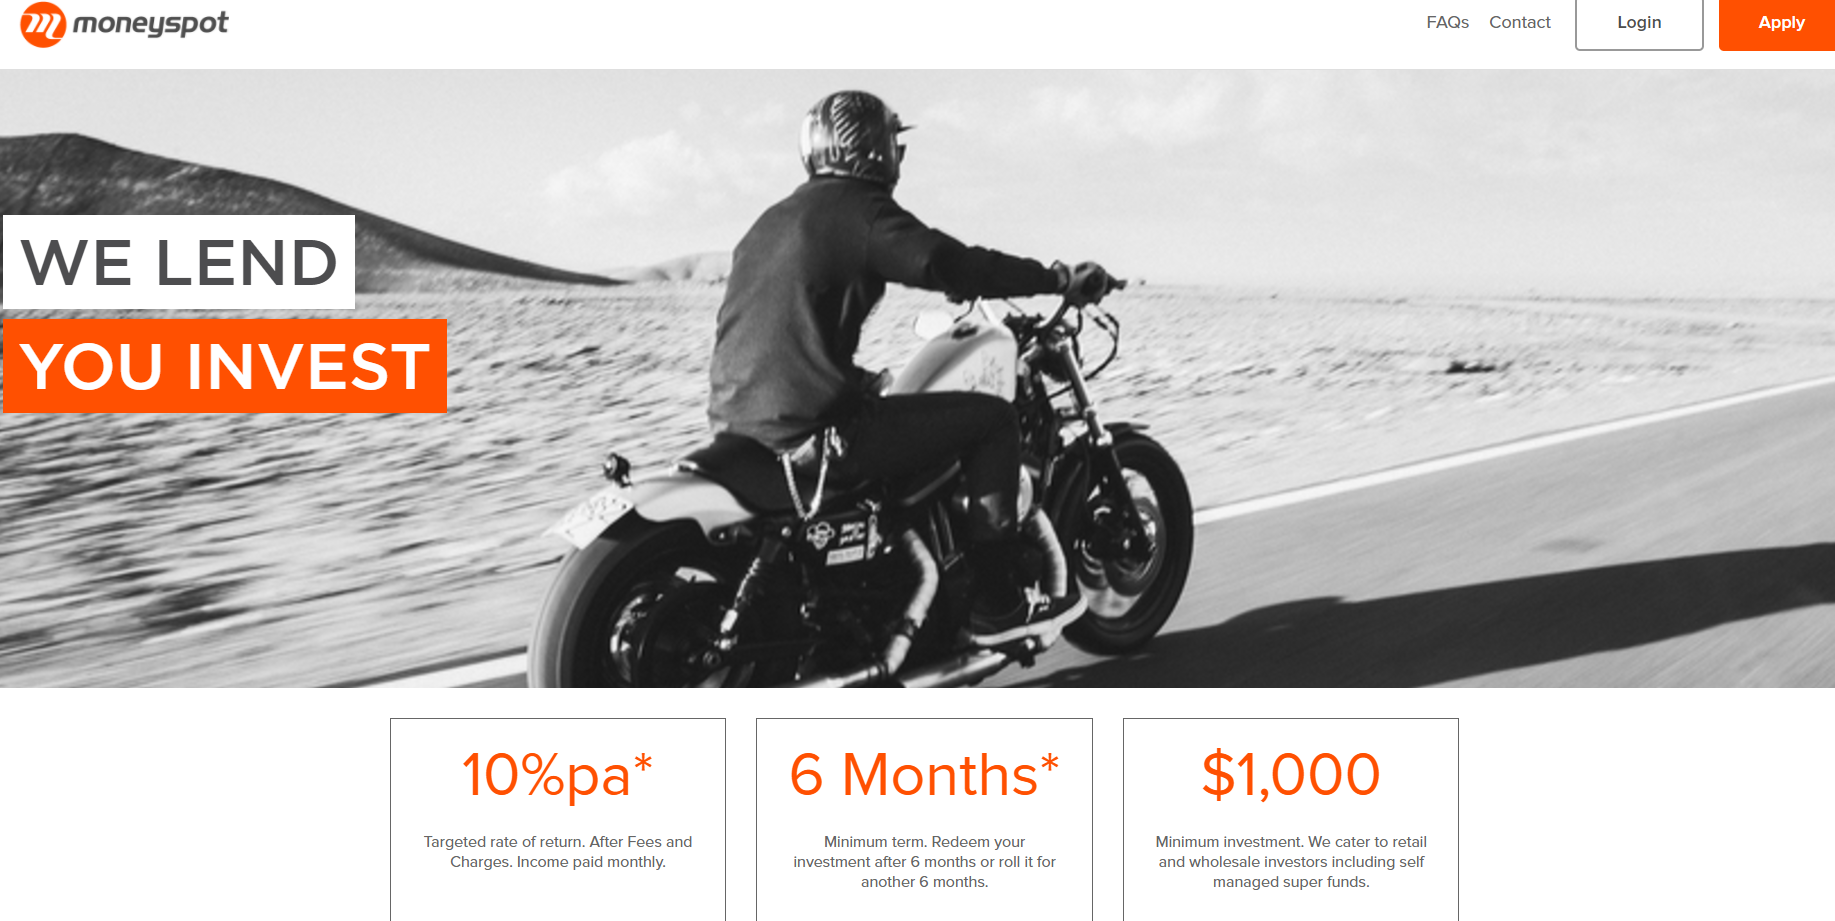 moneyspot
FAQs Contact Login Apply
WE LEND
YOU INVEST
10%pa*
Targeted rate of return. After Fees and
Charges. Income paid monthly.
6 Months*
Minimum term. Redeem your
investment after 6 months or roll it for
another 6 months.
$1,000
Minimum investment. We cater to retail
and wholesale investors including self
managed super funds.